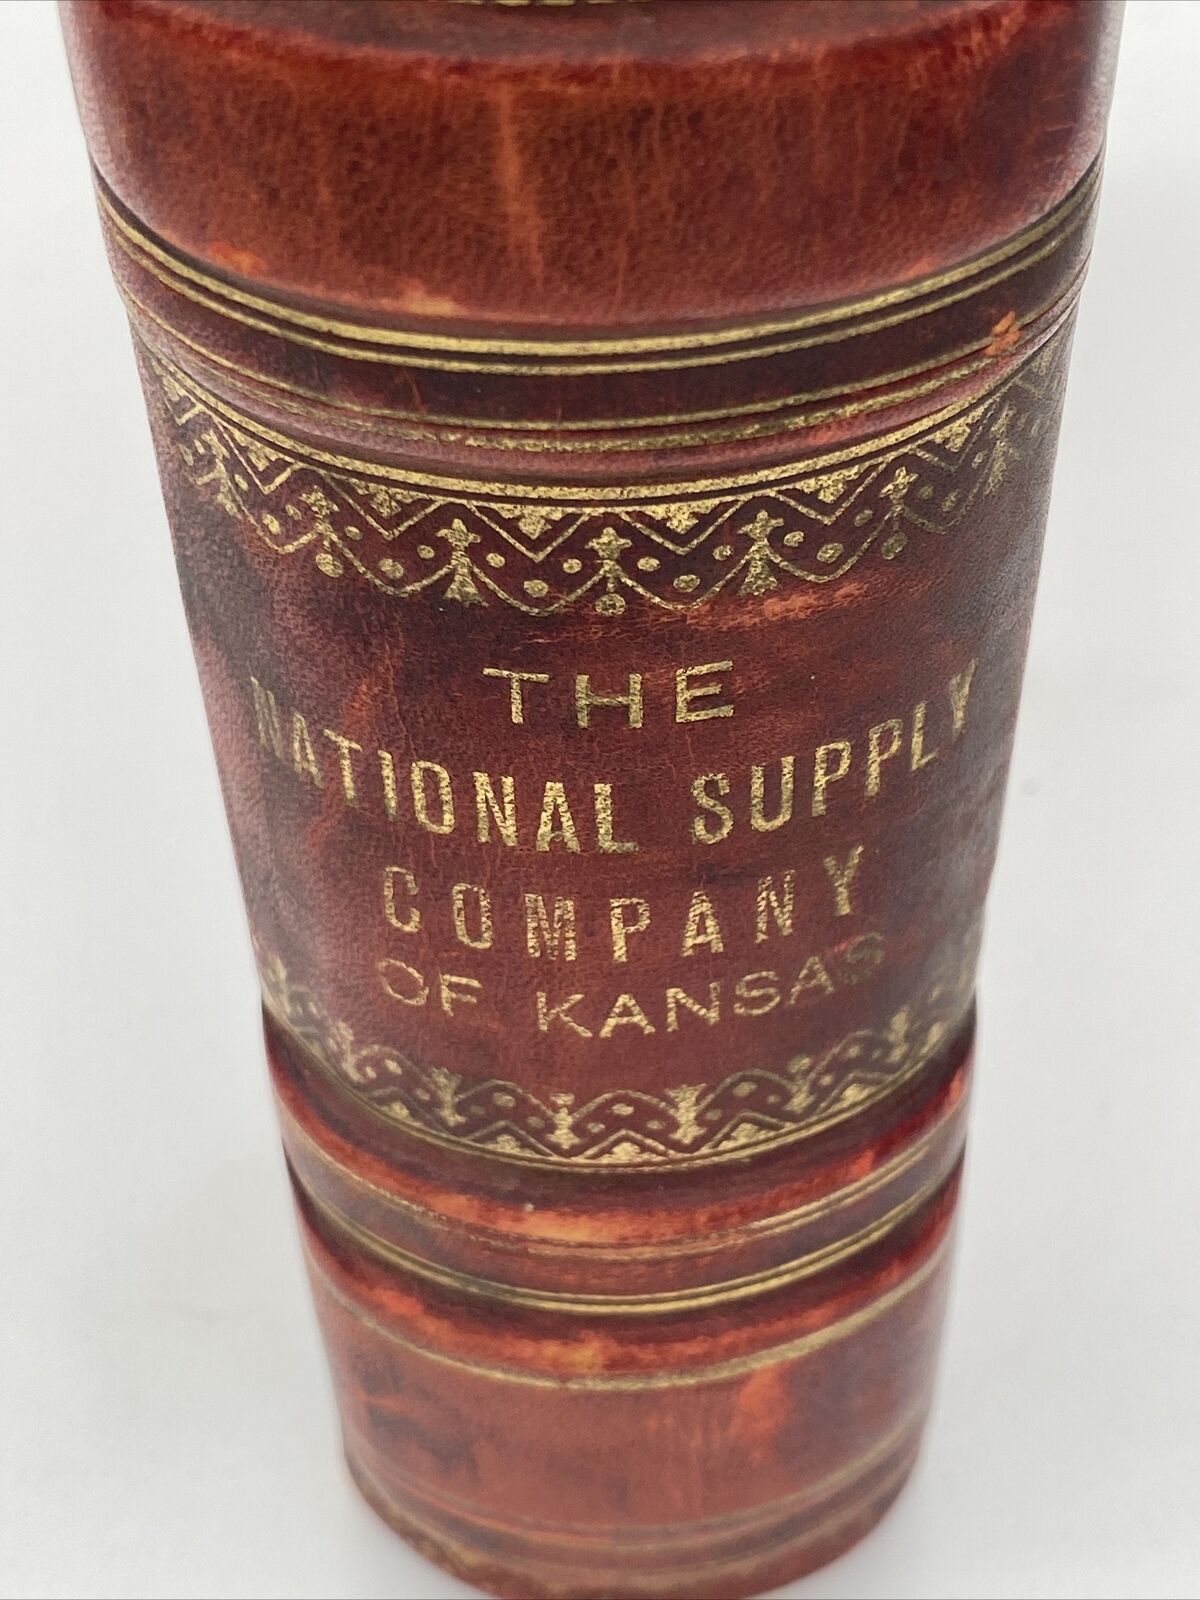 THE
NATIONAL SUPPLY
COMPANY
OF KANSAS